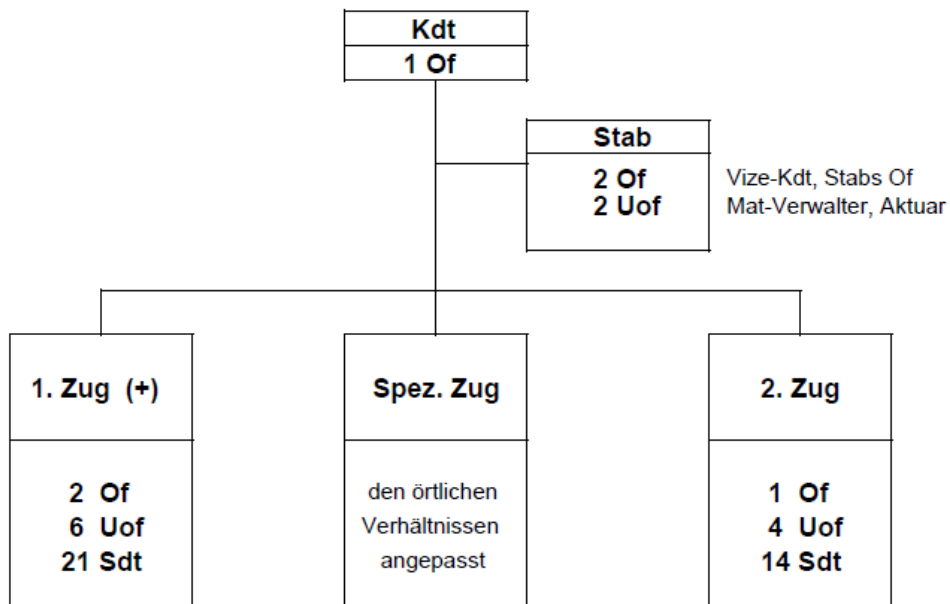 Kdt
1 Of
Stab
2 Of
2 Uof
Vize-Kdt, Stabs Of
Mat-Verwalter, Aktuar
1. Zug (+)
2 Of
6 Uof
21 Sdt
Spez. Zug
den örtlichen
Verhältnissen
angepasst
2. Zug
1 Of
4 Uof
14 Sdt